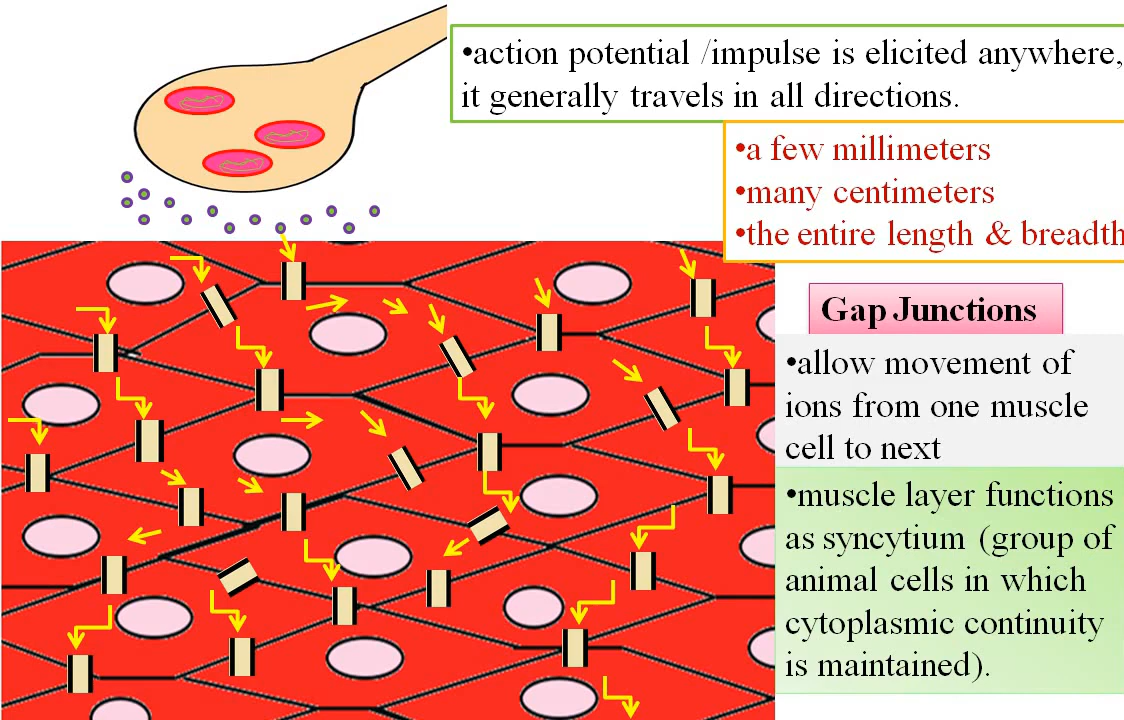 •action potential /impulse is elicited anywhere,
it generally travels in all directions.
•a few millimeters
•many centimeters
•the entire length & breadth
Gap Junctions
•allow movement of
ions from one muscle
cell to next
•muscle layer functions
as syncytium (group of
animal cells in which
cytoplasmic continuity
is maintained).